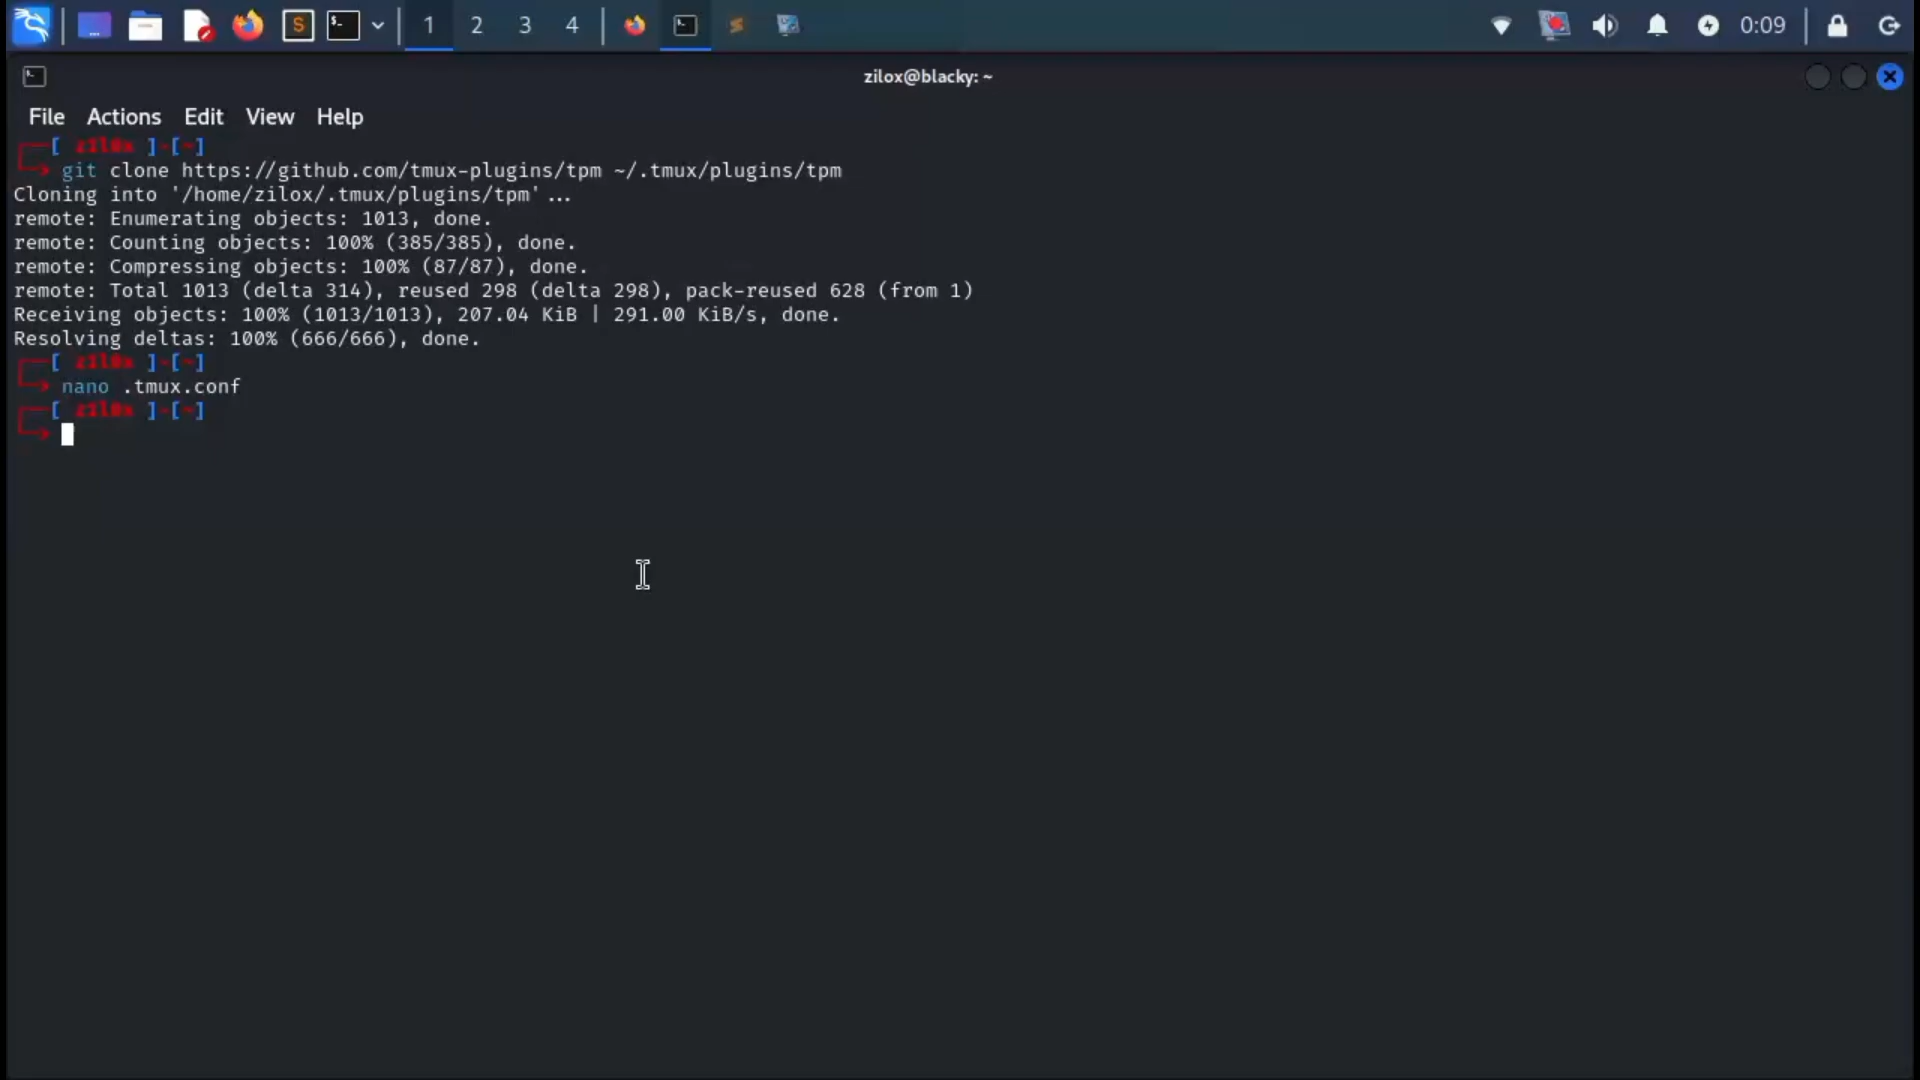 1 2 3 4 0:09
zilox@blacky: ~
File Actions Edit View Help
[ zil0x ]-[~]
git clone https://github.com/tmux-plugins/tpm ~/.tmux/plugins/tpm
Cloning into '/home/zilox/.tmux/plugins/tpm'...
remote: Enumerating objects: 1013, done.
remote: Counting objects: 100% (385/385), done.
remote: Compressing objects: 100% (87/87), done.
remote: Total 1013 (delta 314), reused 298 (delta 298), pack-reused 628 (from 1)
Receiving objects: 100% (1013/1013), 207.04 KiB | 291.00 KiB/s, done.
Resolving deltas: 100% (666/666), done.
[ zil0x ]-[~]
nano .tmux.conf
[ zil0x ]-[~]